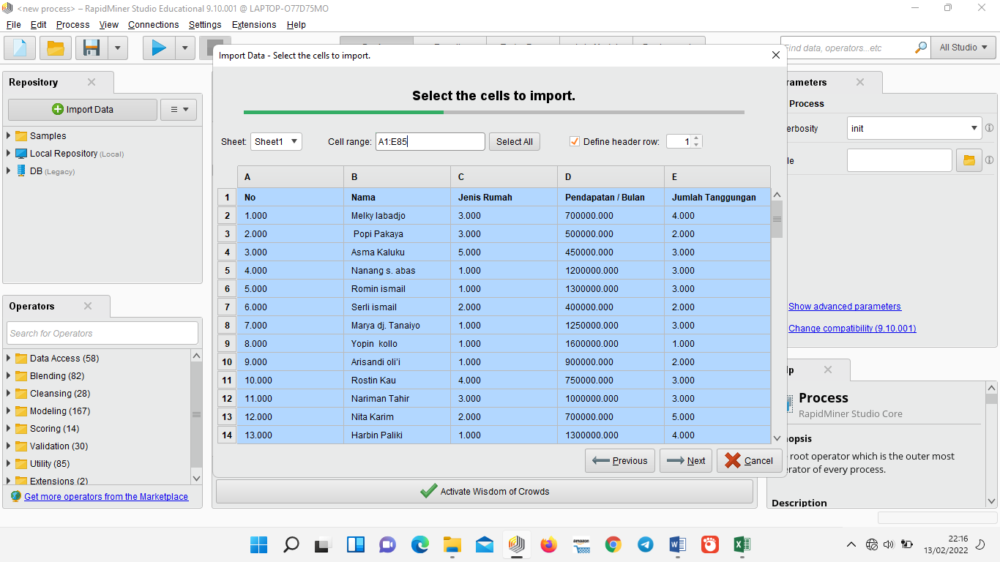 <new process> – RapidMiner Studio Educational 9.10.001 @ LAPTOP-O77D75MO
File Edit Process View Connections Settings Extensions Help
Import Data - Select the cells to import.
Find data, operators...etc
All Studio
Repository
Import Data
Samples
Local Repository (Local)
DB (Legacy)
Select the cells to import.
Sheet: Sheet1 Cell range: A1:E85 Select All Define header row: 1
A B C D E
1 No Nama Jenis Rumah Pendapatan / Bulan Jumlah Tanggungan
2 1.000 Melky labadjo 3.000 700000.000 4.000
3 2.000 Popi Pakaya 3.000 500000.000 2.000
4 3.000 Asma Kaluku 5.000 450000.000 3.000
5 4.000 Nanang s. abas 1.000 1200000.000 3.000
6 5.000 Romin ismail 1.000 1300000.000 3.000
7 6.000 Serli ismail 2.000 400000.000 2.000
8 7.000 Marya dj. Tanaiyo 1.000 1250000.000 3.000
9 8.000 Yopin kollo 1.000 1600000.000 1.000
10 9.000 Arisandi oli'i 1.000 900000.000 2.000
11 10.000 Rostin Kau 4.000 750000.000 3.000
12 11.000 Nariman Tahir 3.000 1000000.000 3.000
13 12.000 Nita Karim 2.000 700000.000 5.000
14 13.000 Harbin Paliki 1.000 1300000.000 4.000
Previous Next Cancel
Activate Wisdom of Crowds
Operators
Search for Operators
Data Access (58)
Blending (82)
Cleansing (28)
Modeling (167)
Scoring (14)
Validation (30)
Utility (85)
Extensions (2)
Get more operators from the Marketplace
rameters
Process
erbosity init
le
Show advanced parameters
Change compatibility (9.10.001)
lp
Process
RapidMiner Studio Core
nopsis
root operator which is the outer most
erator of every process.
Description
amazon
22:16
13/02/2022